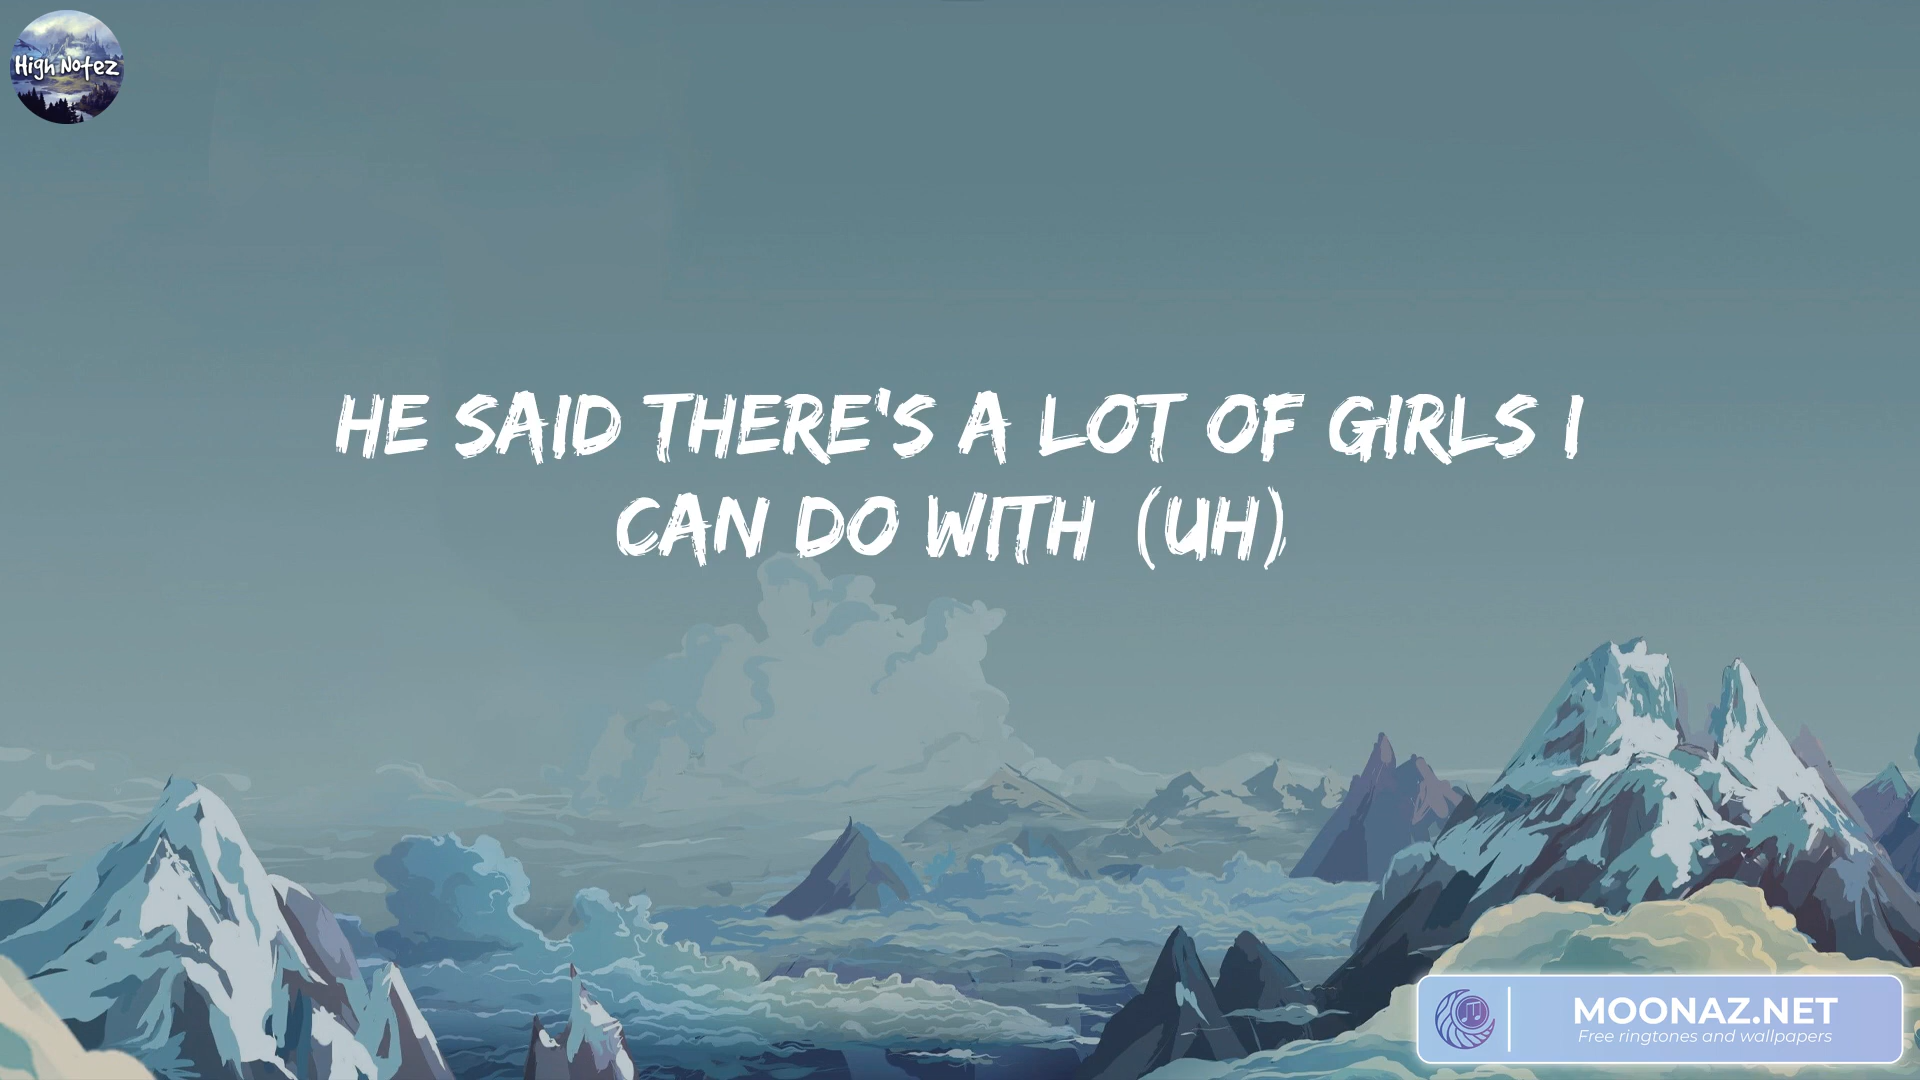 High Notez
HE SAID THERE'S A LOT OF GIRLS I
CAN DO WITH (UH)
MOONAZ.NET
Free ringtones and wallpapers